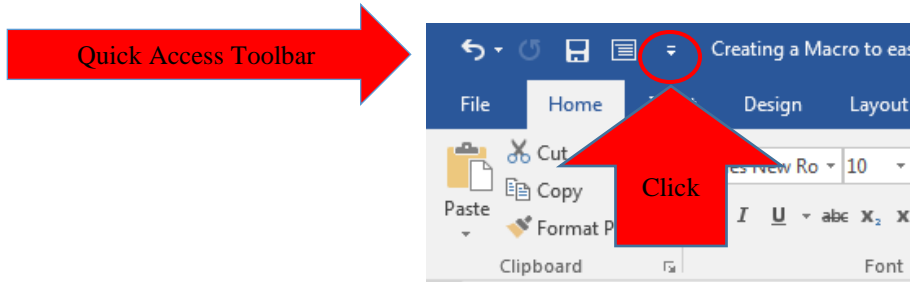 Quick Access Toolbar
Creating a Macro to eas
File Home Design Layout
Cut
Copy
Format P
Paste
Click
es New Ro 10
I U abc X₂ X
Clipboard Font